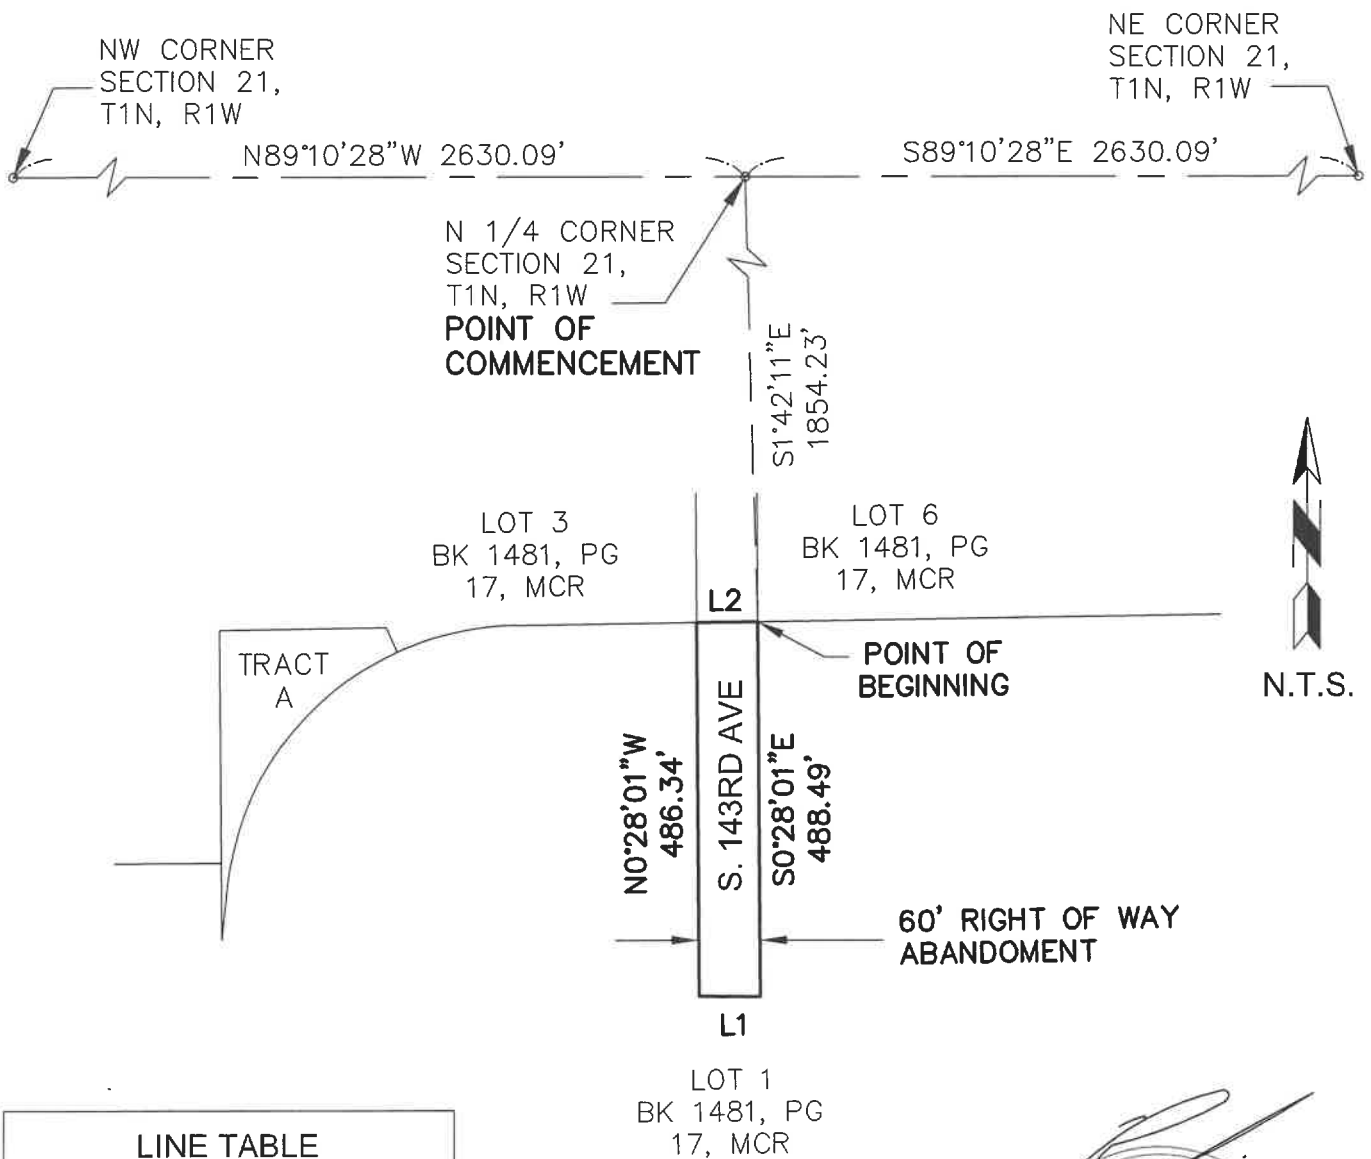 NW CORNER
SECTION 21,
T1N, R1W
NE CORNER
SECTION 21,
T1N, R1W
N89°10'28"W 2630.09'
S89°10'28"E 2630.09'
N 1/4 CORNER
SECTION 21,
T1N, R1W
POINT OF
COMMENCEMENT
S1°42'11"E
1854.23'
LOT 3
BK 1481, PG
17, MCR
LOT 6
BK 1481, PG
17, MCR
L2
TRACT
A
POINT OF
BEGINNING
N
N.T.S.
N0°28'01"W
486.34'
S. 143RD AVE
S0°28'01"E
488.49'
60' RIGHT OF WAY
ABANDOMENT
L1
LOT 1
BK 1481, PG
17, MCR
LINE TABLE